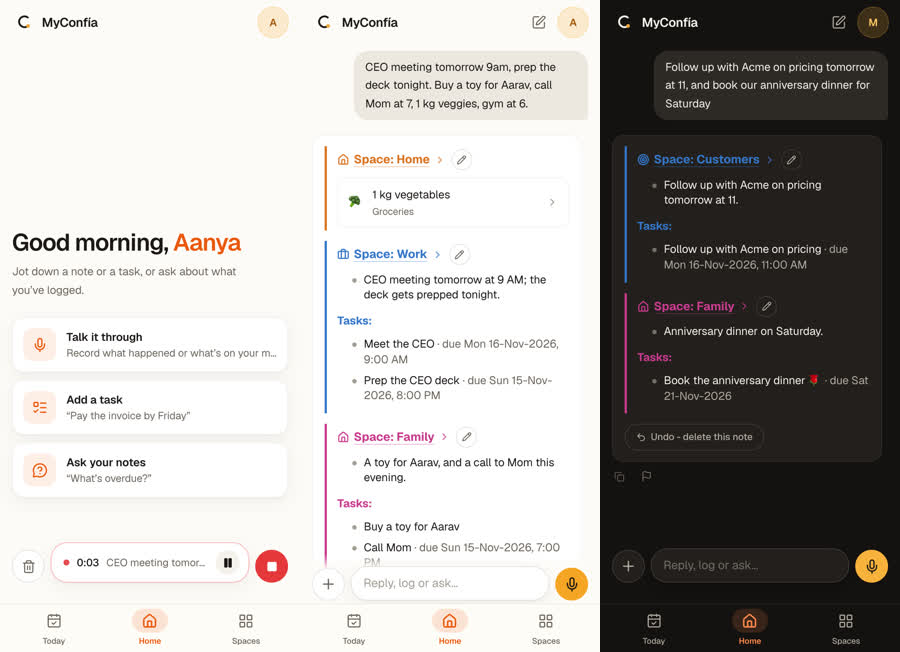 MyConfía
A
Good morning, Aanya
Jot down a note or a task, or ask about what
you've logged.
Talk it through
Record what happened or what's on your m...
Add a task
“Pay the invoice by Friday”
Ask your notes
“What's overdue?”
0:03 CEO meeting tomor...
Today
Home
Spaces
MyConfía
A
CEO meeting tomorrow 9am, prep the
deck tonight. Buy a toy for Aarav, call
Mom at 7, 1 kg veggies, gym at 6.
Space: Home
1 kg vegetables
Groceries
Space: Work
CEO meeting tomorrow at 9 AM; the
deck gets prepped tonight.
Tasks:
Meet the CEO · due Mon 16-Nov-2026,
9:00 AM
Prep the CEO deck · due Sun 15-Nov-
2026, 8:00 PM
Space: Family
A toy for Aarav, and a call to Mom this
evening.
Tasks:
Buy a toy for Aarav
Call Mom · due Sun 15-Nov-2026, 7:00
PM
Reply, log or ask...
Today
Home
Spaces
MyConfía
M
Follow up with Acme on pricing tomorrow
at 11, and book our anniversary dinner for
Saturday
Space: Customers
Follow up with Acme on pricing
tomorrow at 11.
Tasks:
Follow up with Acme on pricing · due
Mon 16-Nov-2026, 11:00 AM
Space: Family
Anniversary dinner on Saturday.
Tasks:
Book the anniversary dinner 🌹 · due Sat
21-Nov-2026
Undo - delete this note
Reply, log or ask...
Today
Home
Spaces